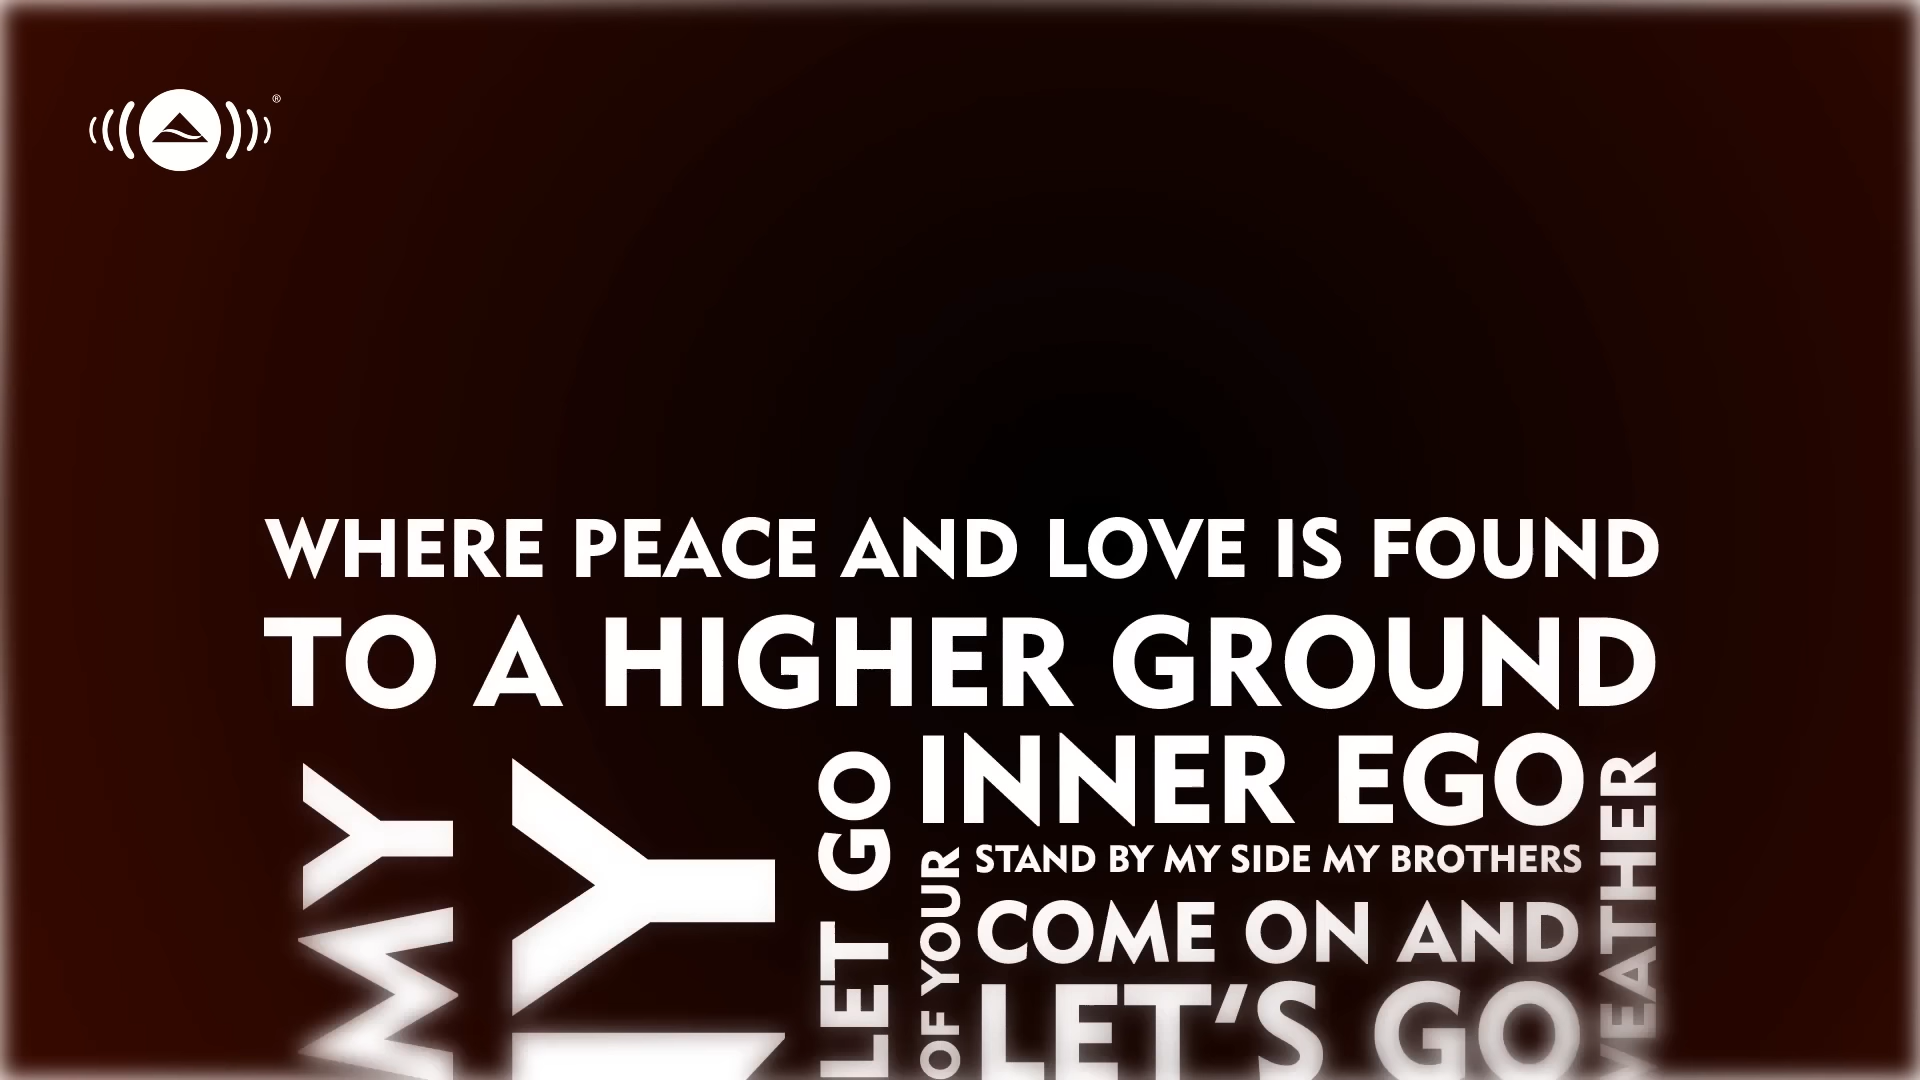 ®
WHERE PEACE AND LOVE IS FOUND
TO A HIGHER GROUND
MY
LET GO
OF YOUR
INNER EGO
STAND BY MY SIDE MY BROTHERS
COME ON AND
LET'S GO
WEATHER